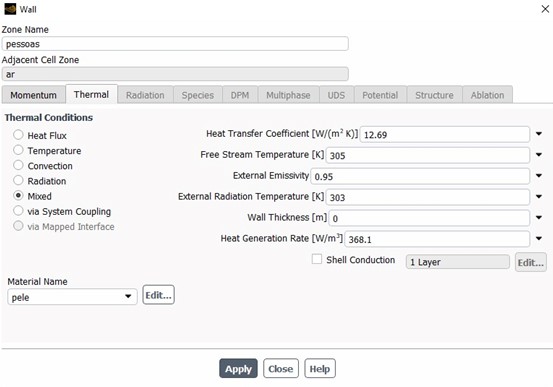 Wall
Zone Name
pessoas
Adjacent Cell Zone
ar
Momentum Thermal Radiation Species DPM Multiphase UDS Potential Structure Ablation
Thermal Conditions
Heat Flux
Temperature
Convection
Radiation
Mixed
via System Coupling
via Mapped Interface
Heat Transfer Coefficient [W/(m² K)] 12.69
Free Stream Temperature [K] 305
External Emissivity 0.95
External Radiation Temperature [K] 303
Wall Thickness [m] 0
Heat Generation Rate [W/m³] 368.1
Shell Conduction 1 Layer Edit...
Material Name
pele Edit...
Apply Close Help